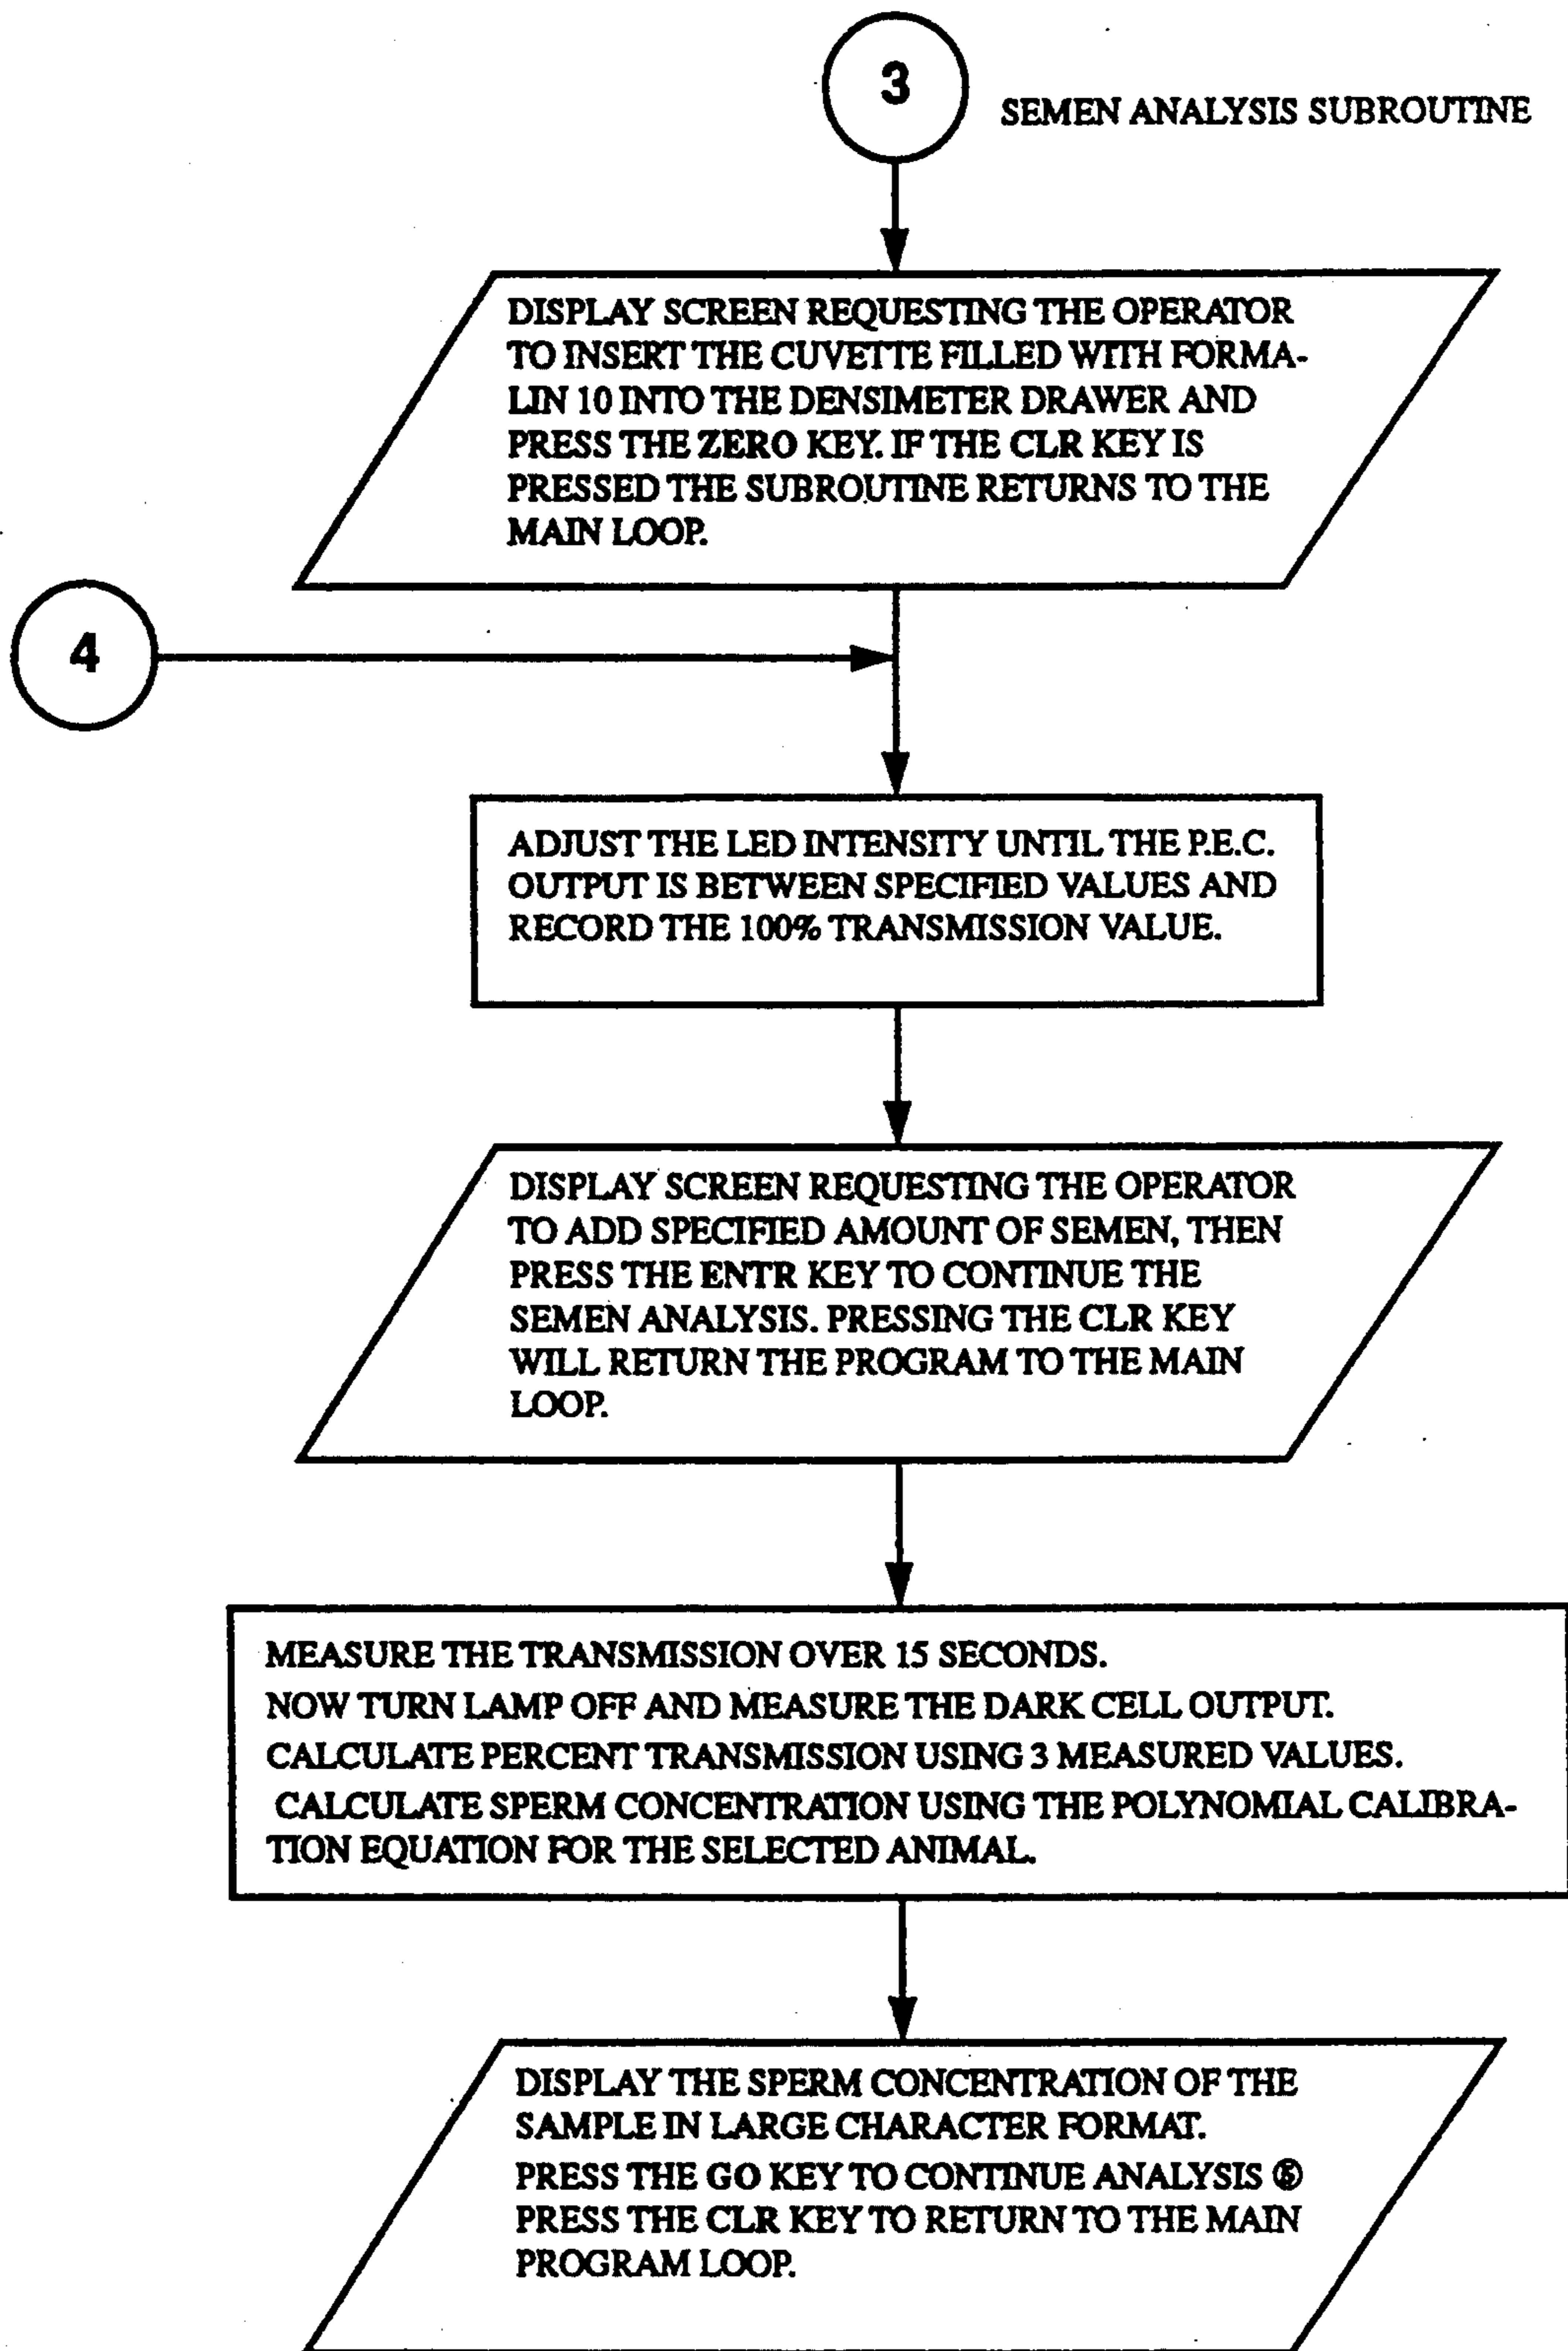 3
SEMEN ANALYSIS SUBROUTINE
DISPLAY SCREEN REQUESTING THE OPERATOR
TO INSERT THE CUVETTE FILLED WITH FORMA-
LIN 10 INTO THE DENSIMETER DRAWER AND
PRESS THE ZERO KEY. IF THE CLR KEY IS
PRESSED THE SUBROUTINE RETURNS TO THE
MAIN LOOP.
4
ADJUST THE LED INTENSITY UNTIL THE P.E.C.
OUTPUT IS BETWEEN SPECIFIED VALUES AND
RECORD THE 100% TRANSMISSION VALUE.
DISPLAY SCREEN REQUESTING THE OPERATOR
TO ADD SPECIFIED AMOUNT OF SEMEN, THEN
PRESS THE ENTR KEY TO CONTINUE THE
SEMEN ANALYSIS. PRESSING THE CLR KEY
WILL RETURN THE PROGRAM TO THE MAIN
LOOP.
MEASURE THE TRANSMISSION OVER 15 SECONDS.
NOW TURN LAMP OFF AND MEASURE THE DARK CELL OUTPUT.
CALCULATE PERCENT TRANSMISSION USING 3 MEASURED VALUES.
CALCULATE SPERM CONCENTRATION USING THE POLYNOMIAL CALIBRA-
TION EQUATION FOR THE SELECTED ANIMAL.
DISPLAY THE SPERM CONCENTRATION OF THE
SAMPLE IN LARGE CHARACTER FORMAT.
PRESS THE GO KEY TO CONTINUE ANALYSIS
PRESS THE CLR KEY TO RETURN TO THE MAIN
PROGRAM LOOP.